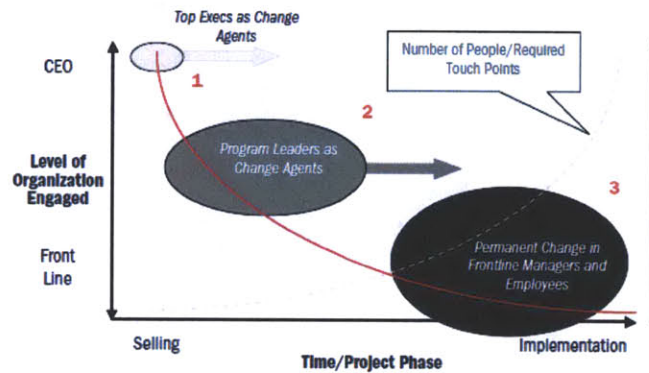 Top Execs as Change
Agents
CEO
1
Number of People/Required
Touch Points
2
Program Leaders as
Change Agents
Level of
Organization
Engaged
3
Front
Line
Permanent Change in
Frontline Managers and
Employees
Selling
Implementation
Time/Project Phase